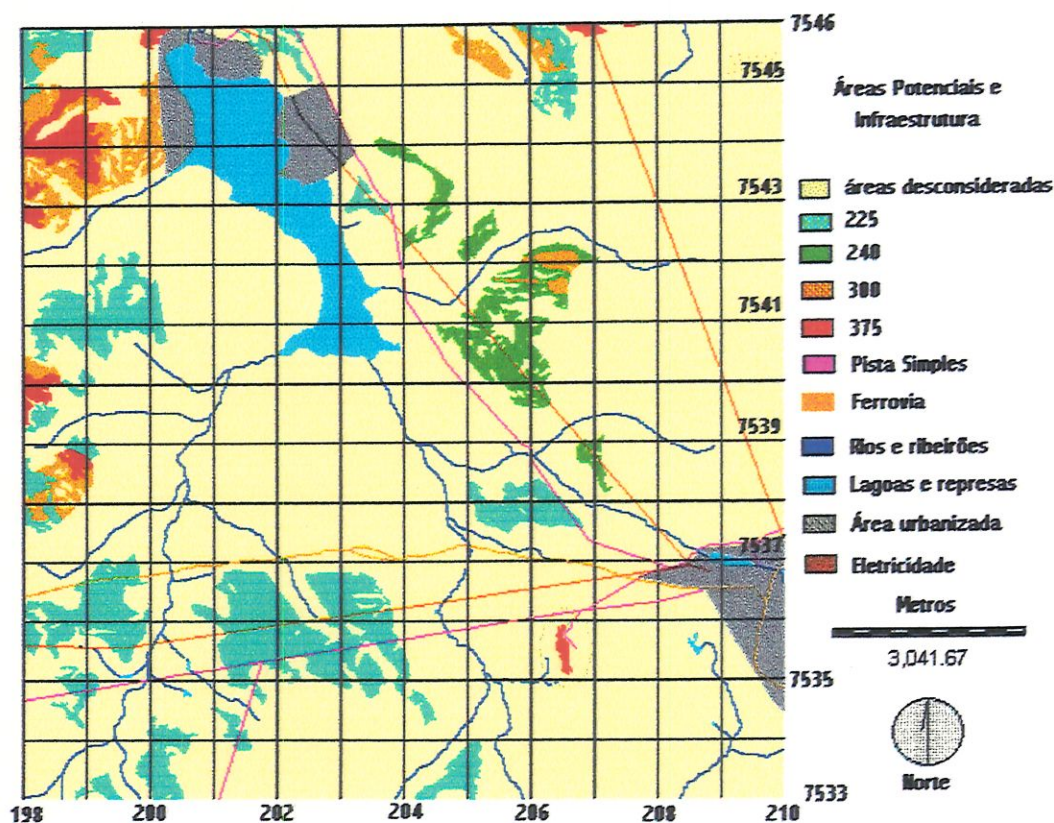 7546
7545
7543
7541
7539
7537
7535
7533
198
200
202
204
206
208
210
Áreas Potenciais e
Infraestrutura
áreas desconsideradas
225
240
300
375
Pista Simples
Ferrovia
Rios e ribeirões
Lagoas e represas
Área urbanizada
Eletricidade
Metros
3,041.67
Norte